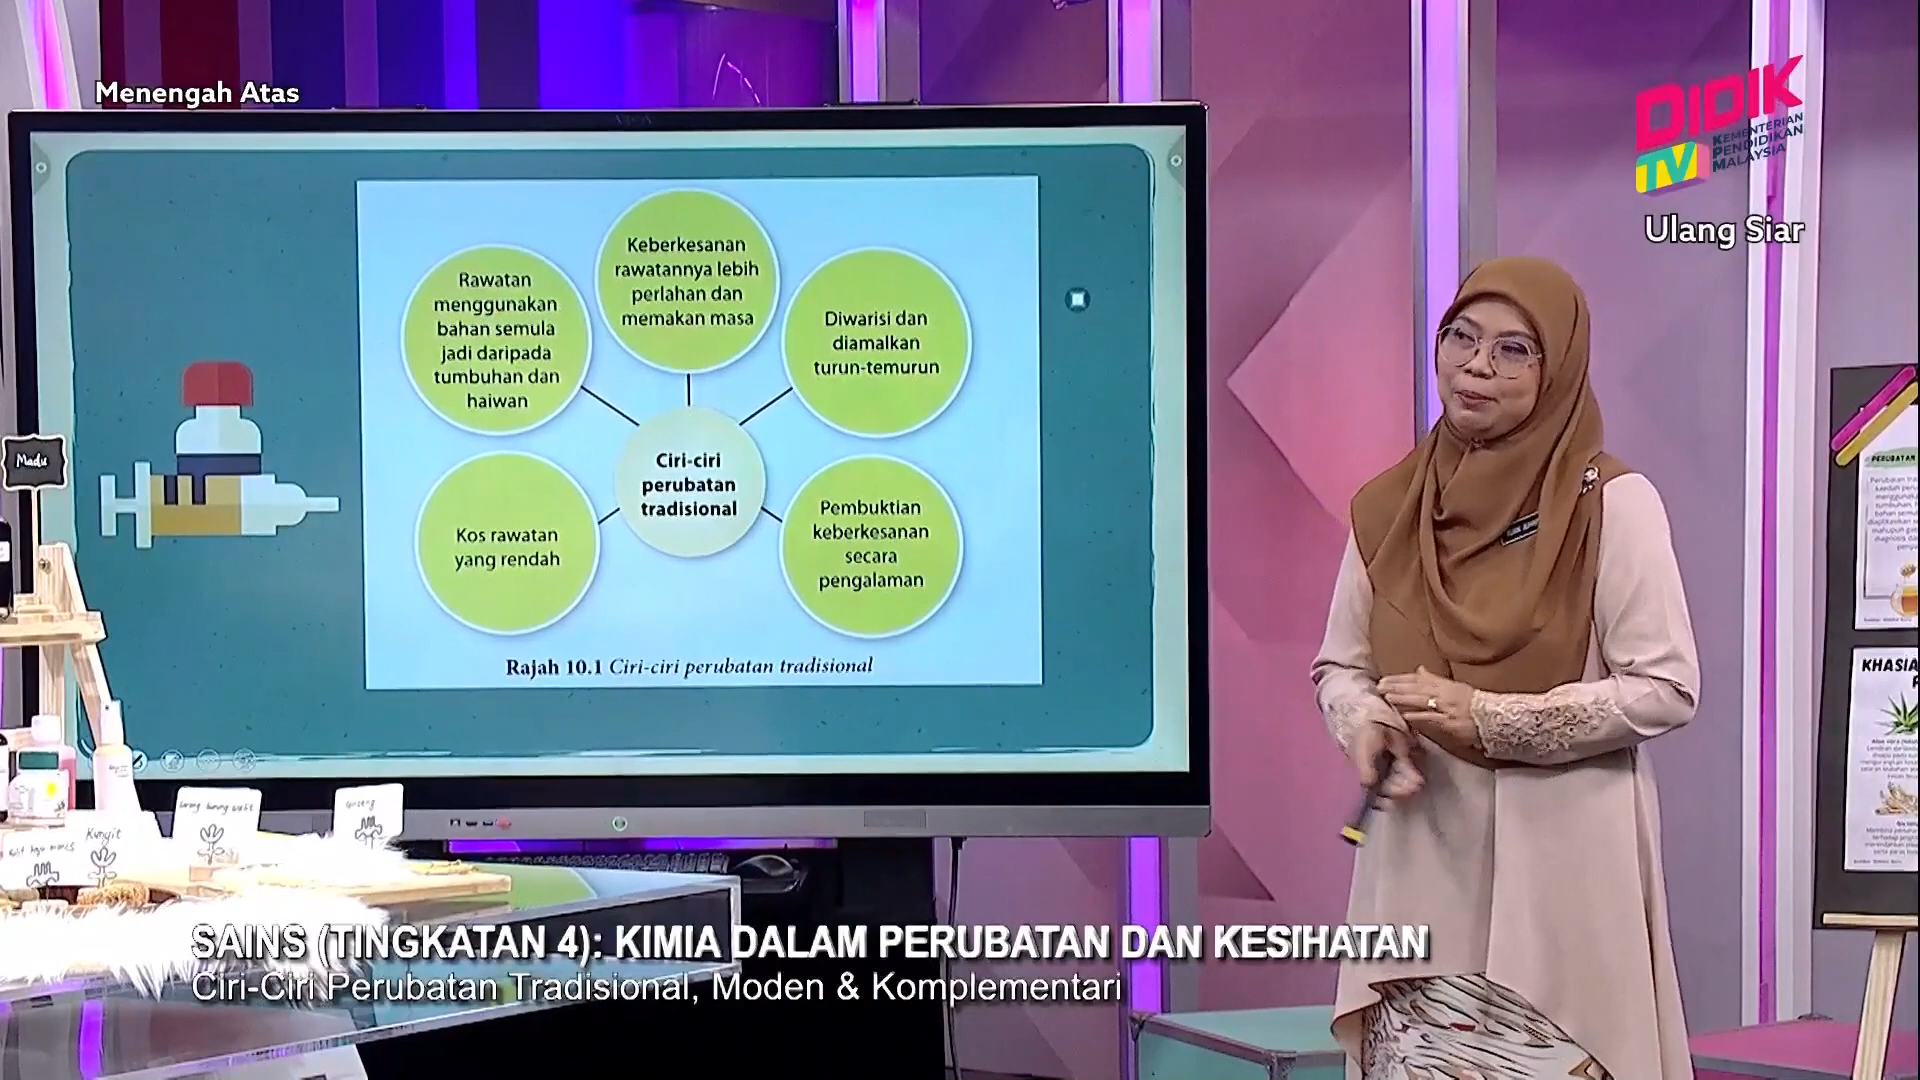 Menengah Atas
DIDIK
TV
KEMENTERIAN
PENDIDIKAN
MALAYSIA
Ulang Siar
Keberkesanan
rawatannya lebih
perlahan dan
memakan masa
Rawatan
menggunakan
bahan semula
jadi daripada
tumbuhan dan
haiwan
Diwarisi dan
diamalkan
turun-temurun
Ciri-ciri
perubatan
tradisional
Kos rawatan
yang rendah
Pembuktian
keberkesanan
secara
pengalaman
Rajah 10.1 Ciri-ciri perubatan tradisional
Madu
Kunyit
Ginseng
PERUBATAN
KHASIA
SAINS (TINGKATAN 4): KIMIA DALAM PERUBATAN DAN KESIHATAN
Ciri-Ciri Perubatan Tradisional, Moden & Komplementari